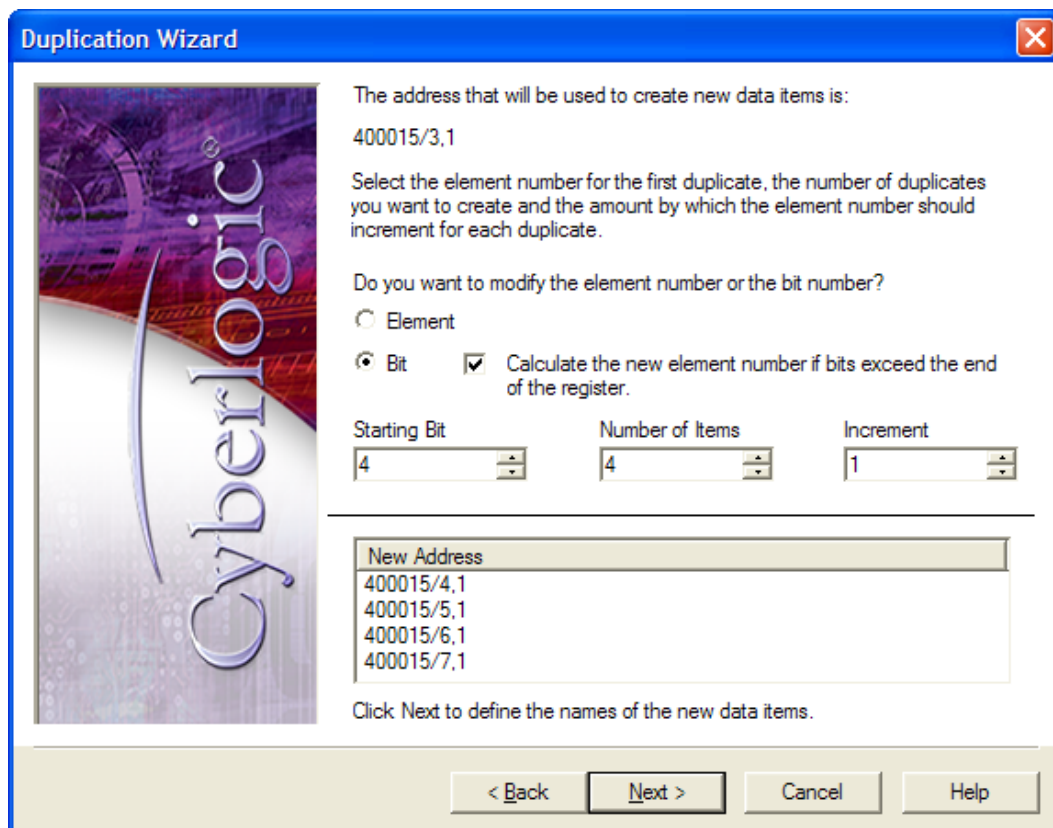 Duplication Wizard
Cyberlogic®
The address that will be used to create new data items is:
400015/3,1
Select the element number for the first duplicate, the number of duplicates
you want to create and the amount by which the element number should
increment for each duplicate.
Do you want to modify the element number or the bit number?
Element
Bit Calculate the new element number if bits exceed the end
of the register.
Starting Bit Number of Items Increment
4 4 1
New Address
400015/4,1
400015/5,1
400015/6,1
400015/7,1
Click Next to define the names of the new data items.
< Back Next > Cancel Help